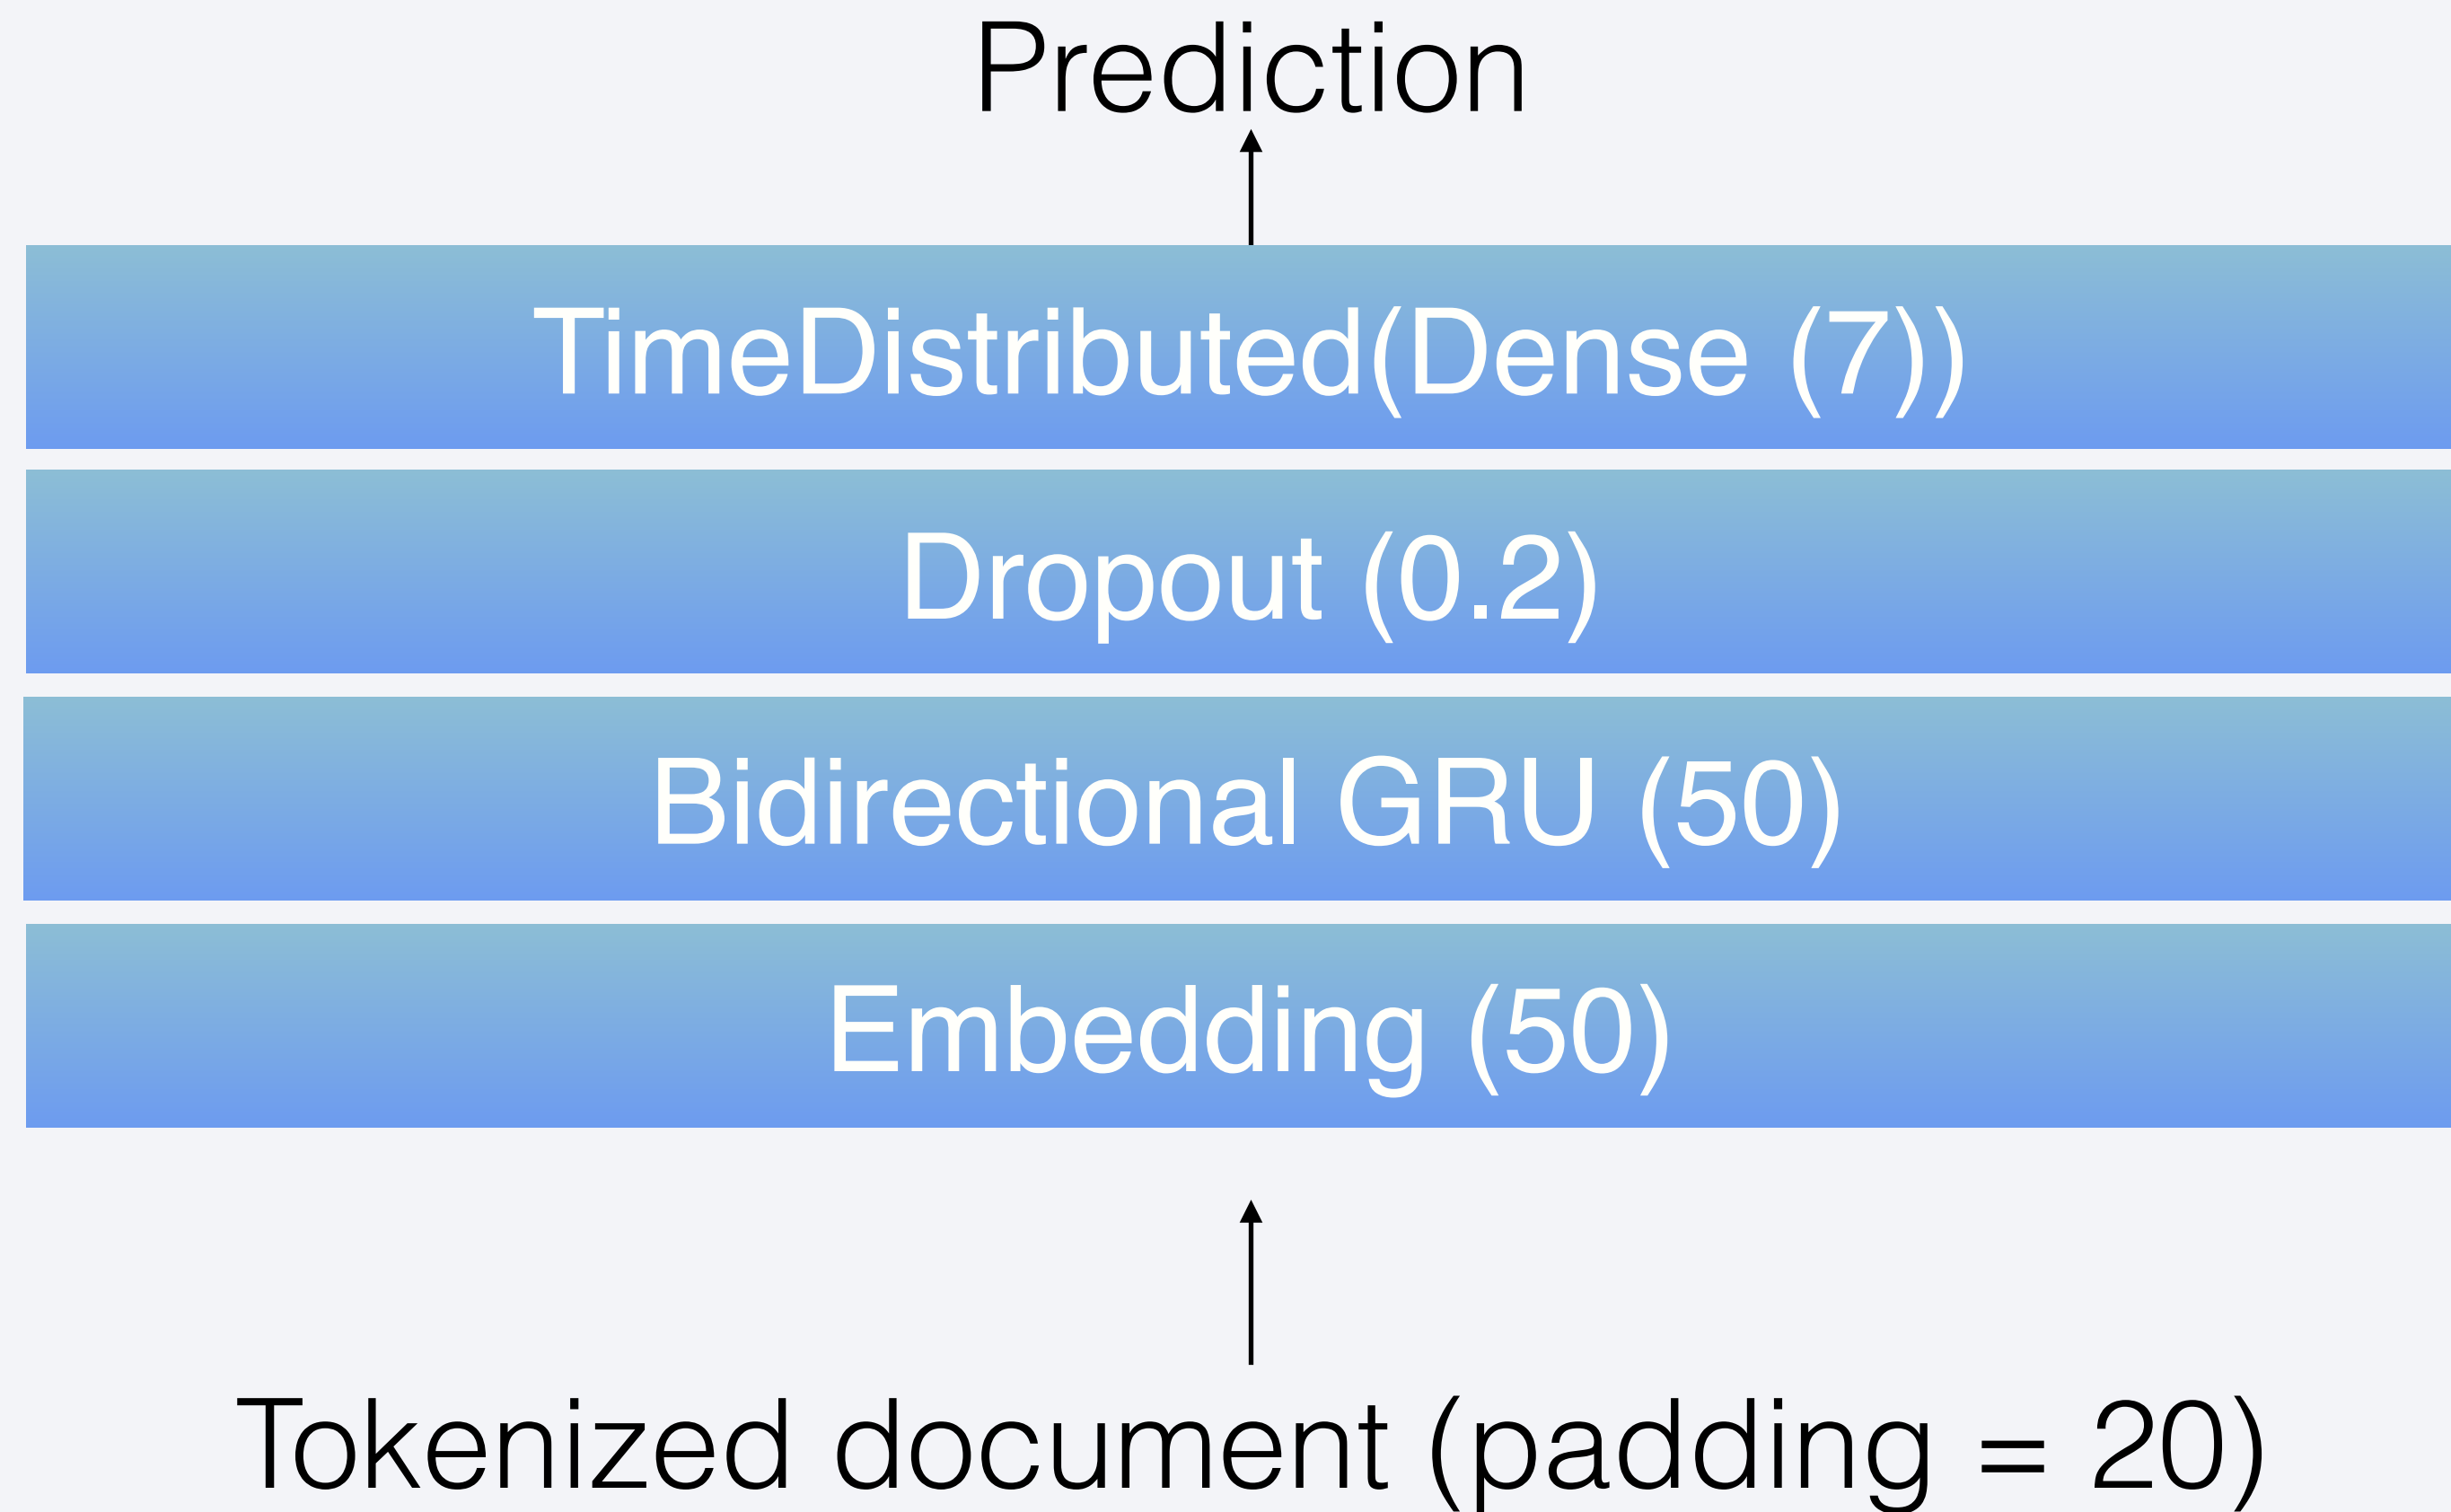 Prediction
TimeDistributed(Dense (7))
Dropout (0.2)
Bidirectional GRU (50)
Embedding (50)
Tokenized document (padding = 20)